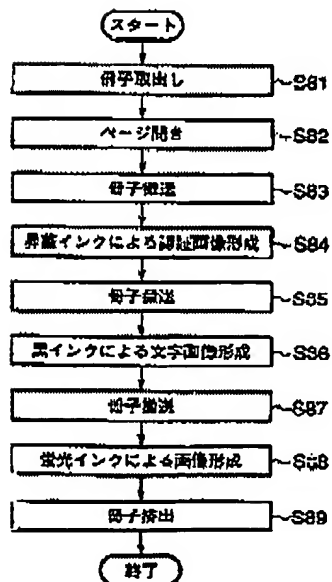 スタート
冊子取出し S81
ページ開き S82
冊子搬送 S83
昇華インクによる認証画像形成 S84
冊子搬送 S85
黒インクによる文字画像形成 S86
冊子搬送 S87
蛍光インクによる画像形成 S88
冊子排出 S89
終了